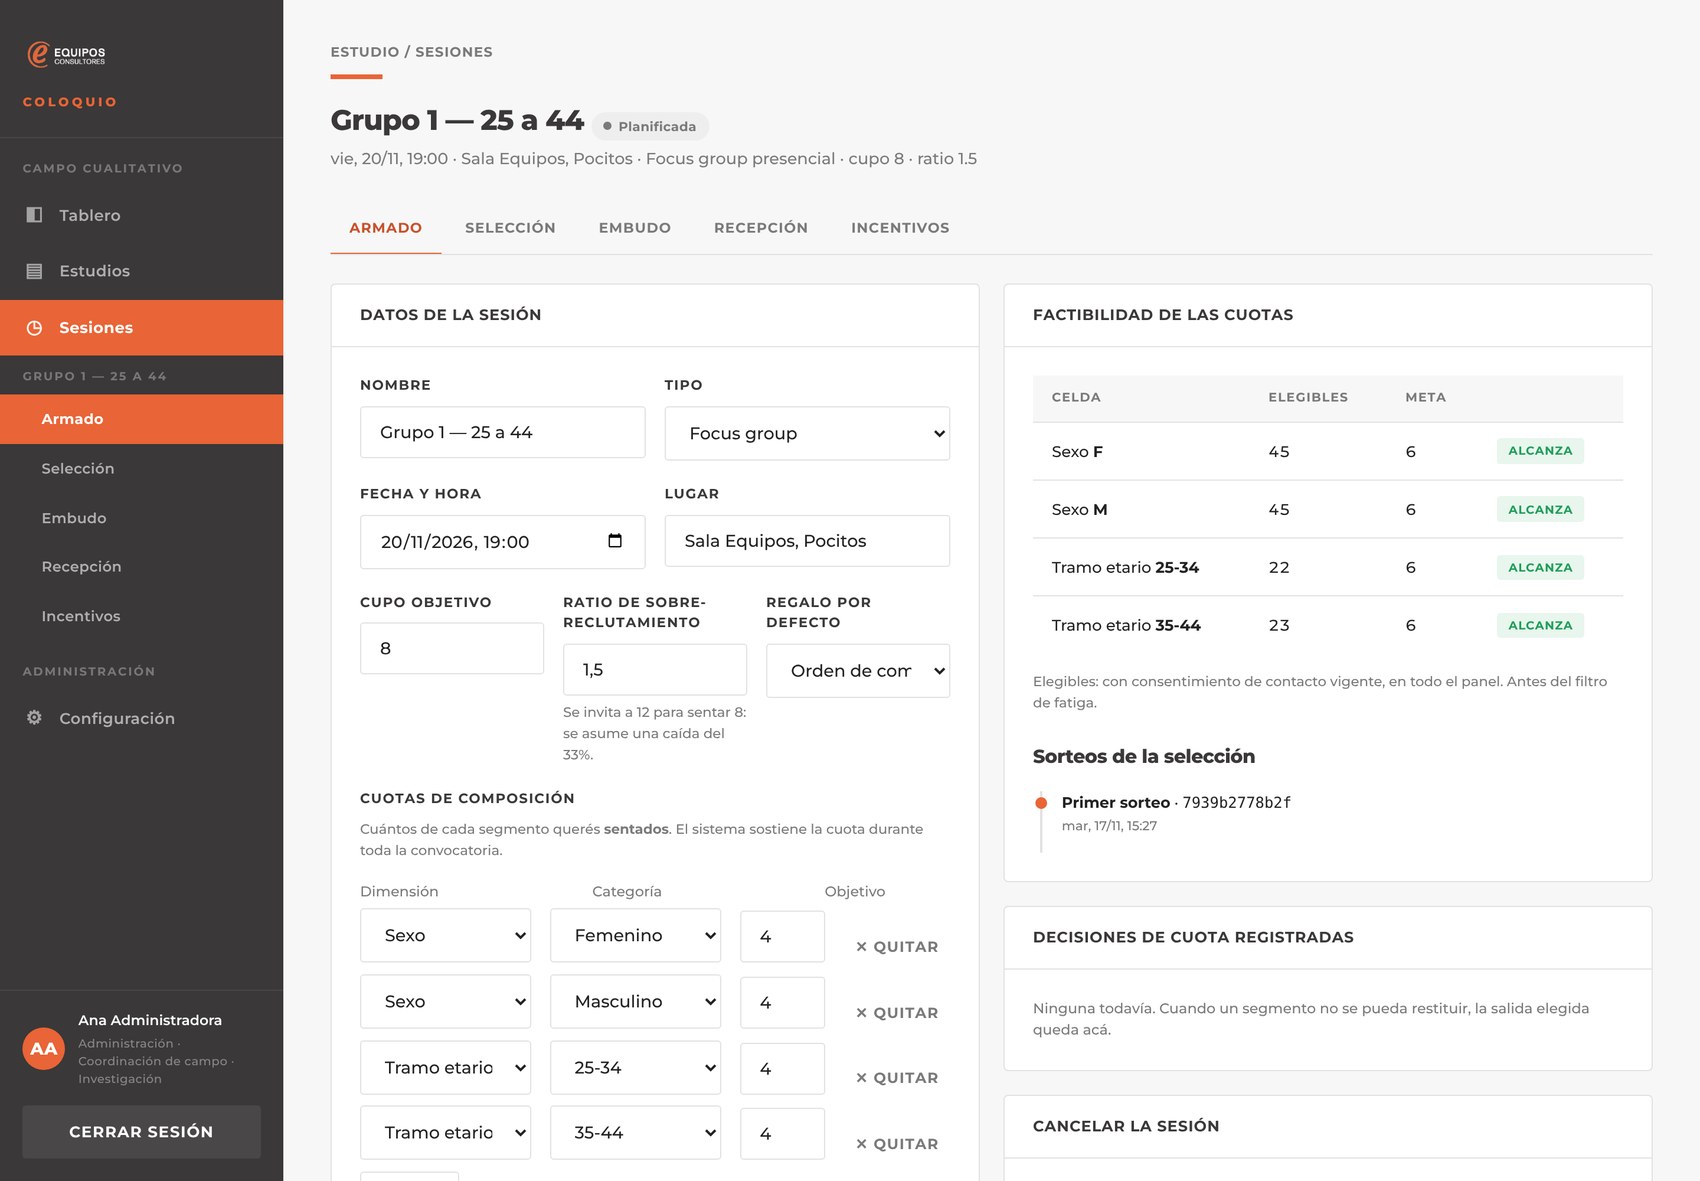 EQUIPOS
CONSULTORES
COLOQUIO
CAMPO CUALITATIVO
Tablero
Estudios
Sesiones
GRUPO 1 — 25 A 44
Armado
Selección
Embudo
Recepción
Incentivos
ADMINISTRACIÓN
Configuración
AA
Ana Administradora
Administración ·
Coordinación de campo ·
Investigación
CERRAR SESIÓN
ESTUDIO / SESIONES
Grupo 1 — 25 a 44
Planificada
vie, 20/11, 19:00 · Sala Equipos, Pocitos · Focus group presencial · cupo 8 · ratio 1.5
ARMADO SELECCIÓN EMBUDO RECEPCIÓN INCENTIVOS
DATOS DE LA SESIÓN
NOMBRE TIPO
Grupo 1 — 25 a 44 Focus group
FECHA Y HORA LUGAR
20/11/2026, 19:00 Sala Equipos, Pocitos
CUPO OBJETIVO
8
RATIO DE SOBRE-
RECLUTAMIENTO
1,5
Se invita a 12 para sentar 8:
se asume una caída del
33%.
REGALO POR
DEFECTO
Orden de com
CUOTAS DE COMPOSICIÓN
Cuántos de cada segmento querés sentados. El sistema sostiene la cuota durante
toda la convocatoria.
Dimensión Categoría Objetivo
Sexo Femenino 4 × QUITAR
Sexo Masculino 4 × QUITAR
Tramo etario 25-34 4 × QUITAR
Tramo etario 35-44 4 × QUITAR
FACTIBILIDAD DE LAS CUOTAS
CELDA ELEGIBLES META
Sexo F 45 6 ALCANZA
Sexo M 45 6 ALCANZA
Tramo etario 25-34 22 6 ALCANZA
Tramo etario 35-44 23 6 ALCANZA
Elegibles: con consentimiento de contacto vigente, en todo el panel. Antes del filtro
de fatiga.
Sorteos de la selección
Primer sorteo · 7939b2778b2f
mar, 17/11, 15:27
DECISIONES DE CUOTA REGISTRADAS
Ninguna todavía. Cuando un segmento no se pueda restituir, la salida elegida
queda acá.
CANCELAR LA SESIÓN